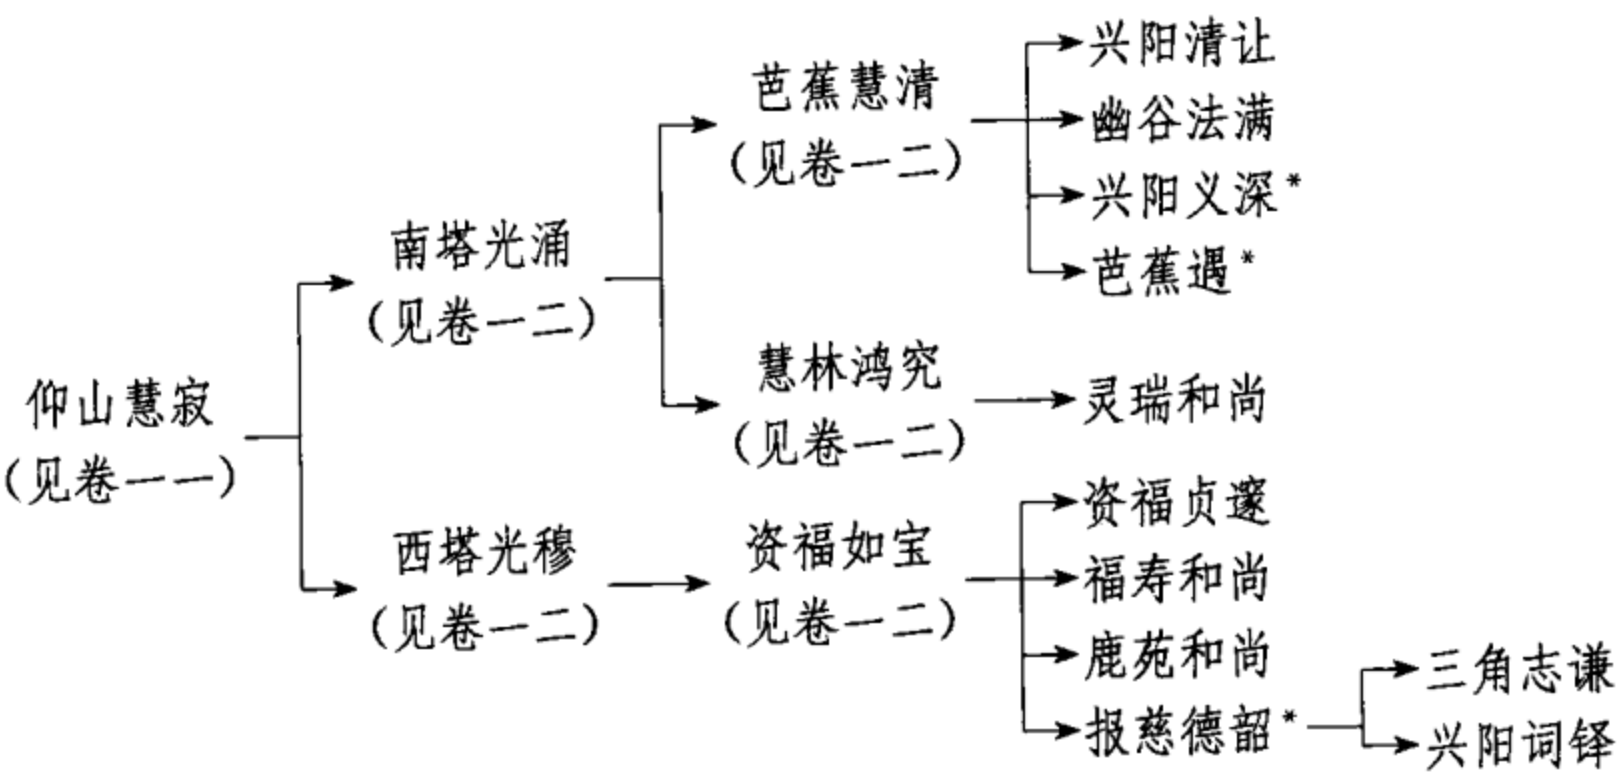 仰山慧寂
(见卷一一)
南塔光涌
(见卷一二)
芭蕉慧清
(见卷一二)
兴阳清让
幽谷法满
兴阳义深*
芭蕉遇*
慧林鸿究
(见卷一二)
灵瑞和尚
西塔光穆
(见卷一二)
资福如宝
(见卷一二)
资福贞邃
福寿和尚
鹿苑和尚
报慈德韶*
三角志谦
兴阳词铎